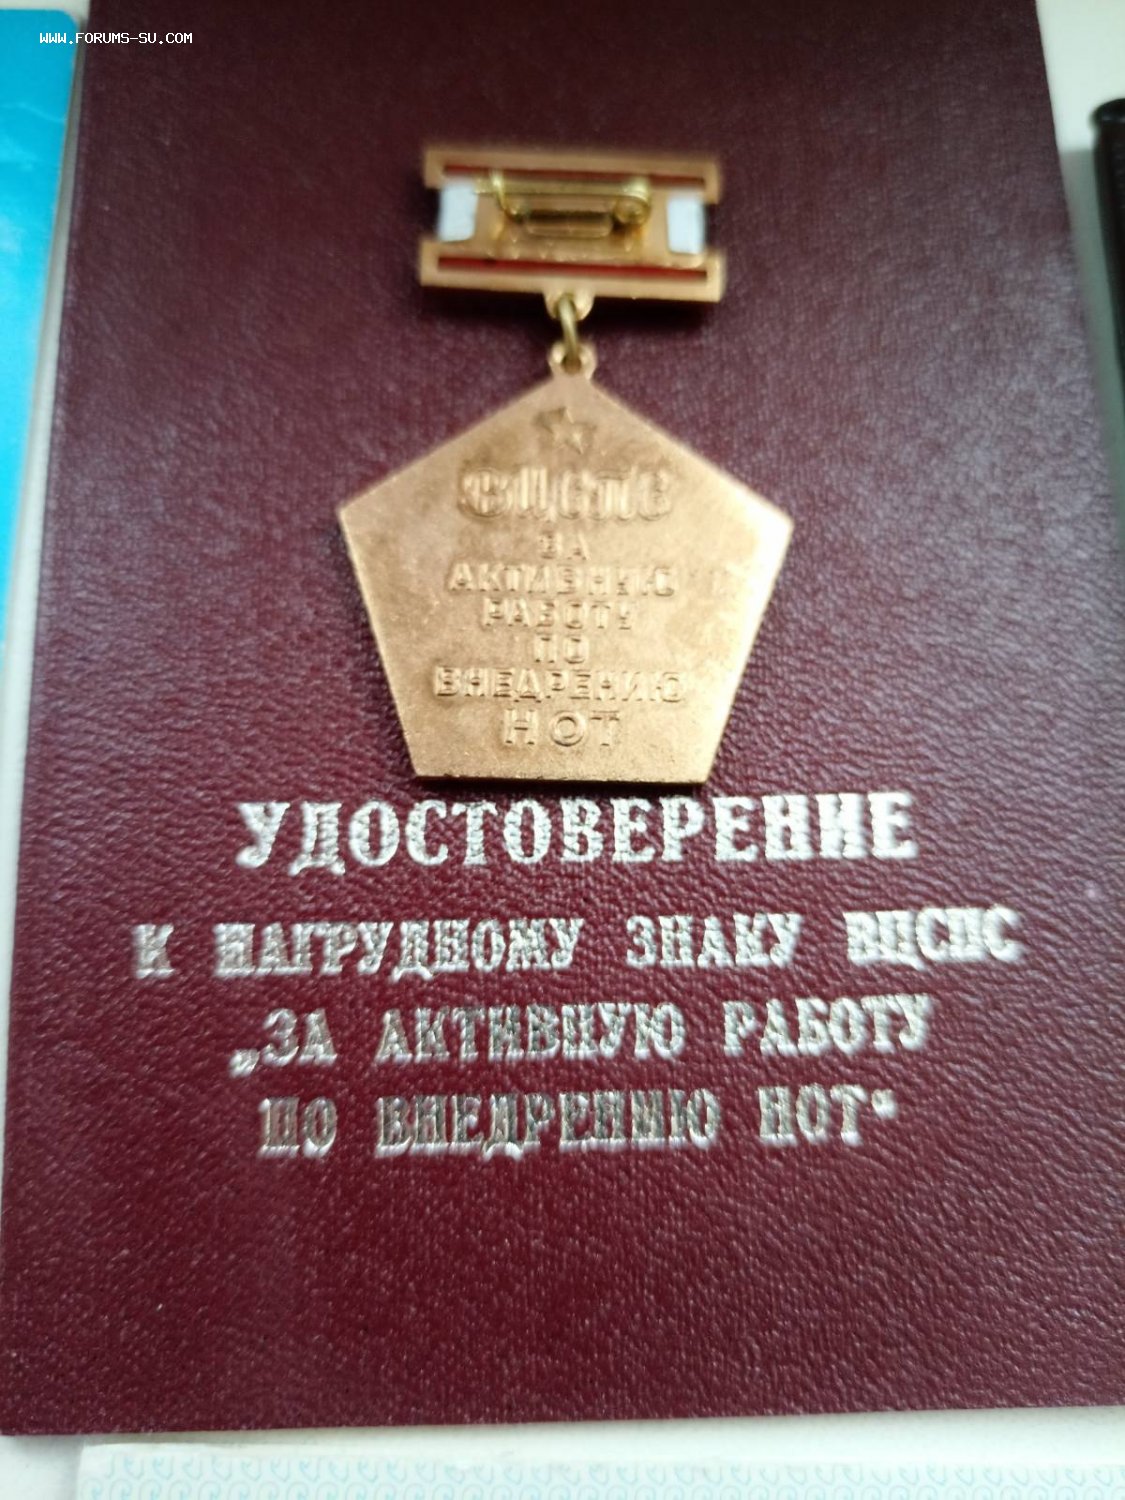 WWW.FORUMS-SU.COM
ВЦСПС
ЗА
АКТИВНУЮ
РАБОТУ
ПО
ВНЕДРЕНИЮ
НОТ
УДОСТОВЕРЕНИЕ
К НАГРУДНОМУ ЗНАКУ ВЦСПС
„ЗА АКТИВНУЮ РАБОТУ
ПО ВНЕДРЕНИЮ НОТ“